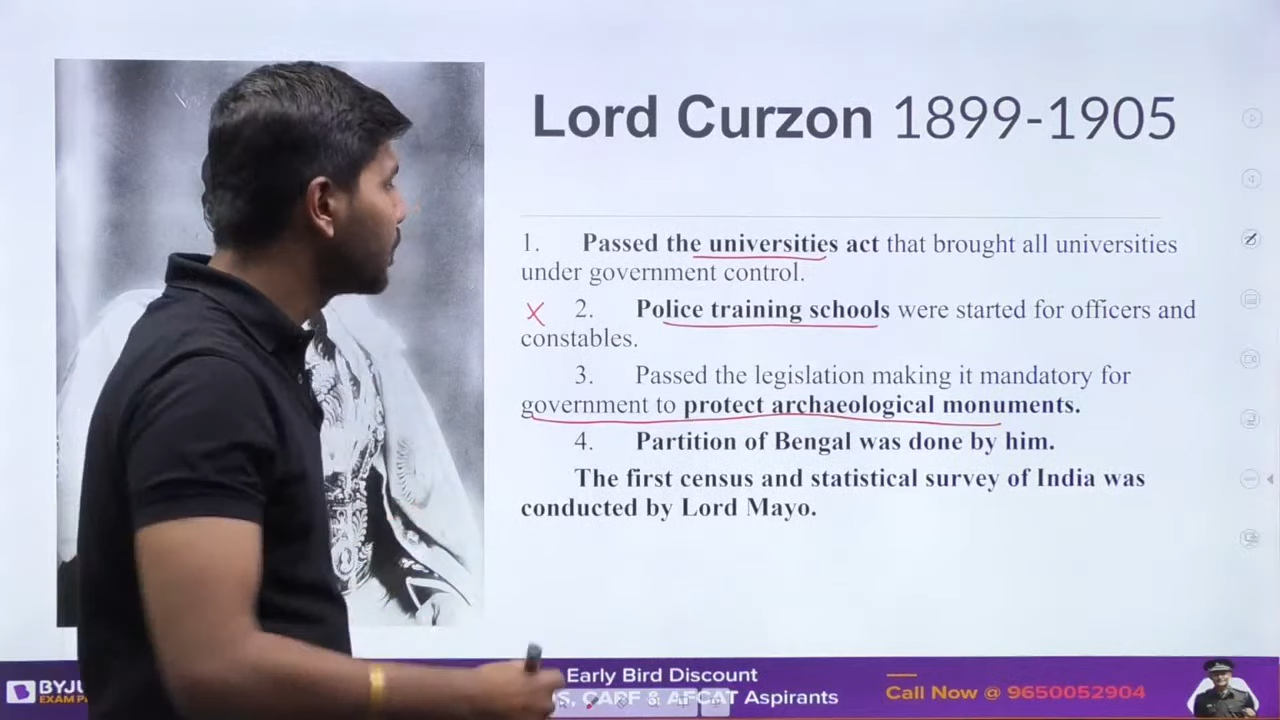 Lord Curzon 1899-1905
1. Passed the universities act that brought all universities
under government control.
X 2. Police training schools were started for officers and
constables.
3. Passed the legislation making it mandatory for
government to protect archaeological monuments.
4. Partition of Bengal was done by him.
The first census and statistical survey of India was
conducted by Lord Mayo.
Early Bird Discount
CARF & AFCAT Aspirants
Call Now @ 9650052904